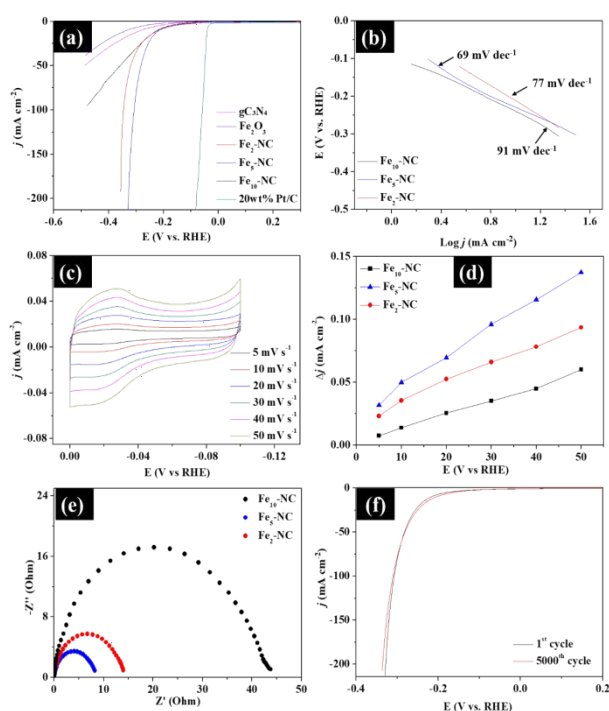 (a)
0
-50
-100
-150
-200
j (mA cm⁻²)
gC₃N₄
Fe₂O₃
Fe₂-NC
Fe₅-NC
Fe₁₀-NC
20wt% Pt/C
-0.6 -0.4 -0.2 0.0 0.2
E (V vs. RHE)
(b)
0.0
-0.1
-0.2
-0.3
-0.4
-0.5
E (V vs. RHE)
69 mV dec⁻¹
77 mV dec⁻¹
91 mV dec⁻¹
Fe₁₀-NC
Fe₅-NC
Fe₂-NC
0.0 0.4 0.8 1.2 1.6
Log j (mA cm⁻²)
(c)
0.08
0.04
0.00
-0.04
-0.08
j (mA cm⁻²)
5 mV s⁻¹
10 mV s⁻¹
20 mV s⁻¹
30 mV s⁻¹
40 mV s⁻¹
50 mV s⁻¹
0.00 -0.04 -0.08 -0.12
E (V vs RHE)
(d)
0.15
0.10
0.05
0.00
Δj (mA cm⁻²)
Fe₁₀-NC
Fe₅-NC
Fe₂-NC
10 20 30 40 50
E (V vs RHE)
(e)
16
12
8
4
0
-Z'' (Ohm)
Fe₁₀-NC
Fe₅-NC
Fe₂-NC
0 10 20 30 40 50
Z' (Ohm)
(f)
0
-50
-100
-150
-200
j (mA cm⁻²)
1ˢᵗ cycle
5000ᵗʰ cycle
-0.4 -0.2 0.0 0.2
E (V vs. RHE)